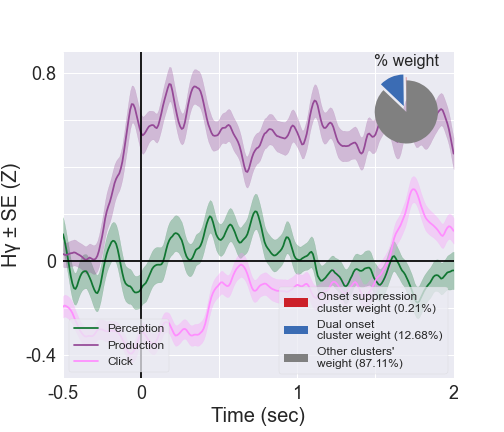 % weight
0.8
0
-0.4
Hγ ± SE (Z)
Perception
Production
Click
Onset suppression
cluster weight (0.21%)
Dual onset
cluster weight (12.68%)
Other clusters'
weight (87.11%)
-0.5
0
1
2
Time (sec)